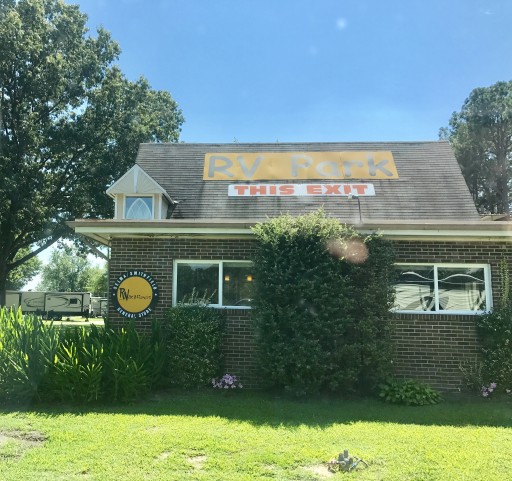 RV Park
THIS EXIT
RV
GENERAL STORE